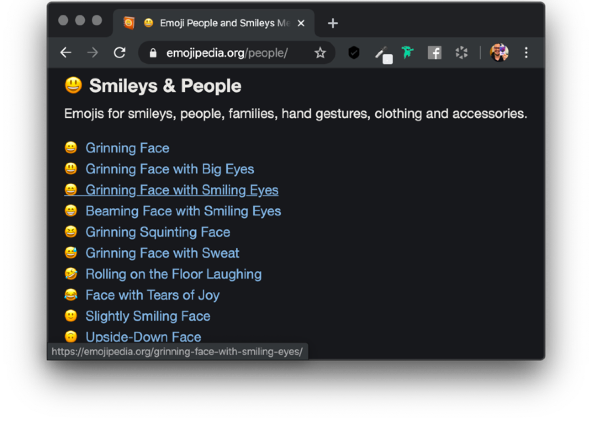 Emoji People and Smileys Me
emojipedia.org/people/
😃 Smileys & People
Emojis for smileys, people, families, hand gestures, clothing and accessories.
😀 Grinning Face
😃 Grinning Face with Big Eyes
😄 Grinning Face with Smiling Eyes
😁 Beaming Face with Smiling Eyes
😆 Grinning Squinting Face
😅 Grinning Face with Sweat
🤣 Rolling on the Floor Laughing
😂 Face with Tears of Joy
🙂 Slightly Smiling Face
🙃 Upside-Down Face
https://emojipedia.org/grinning-face-with-smiling-eyes/